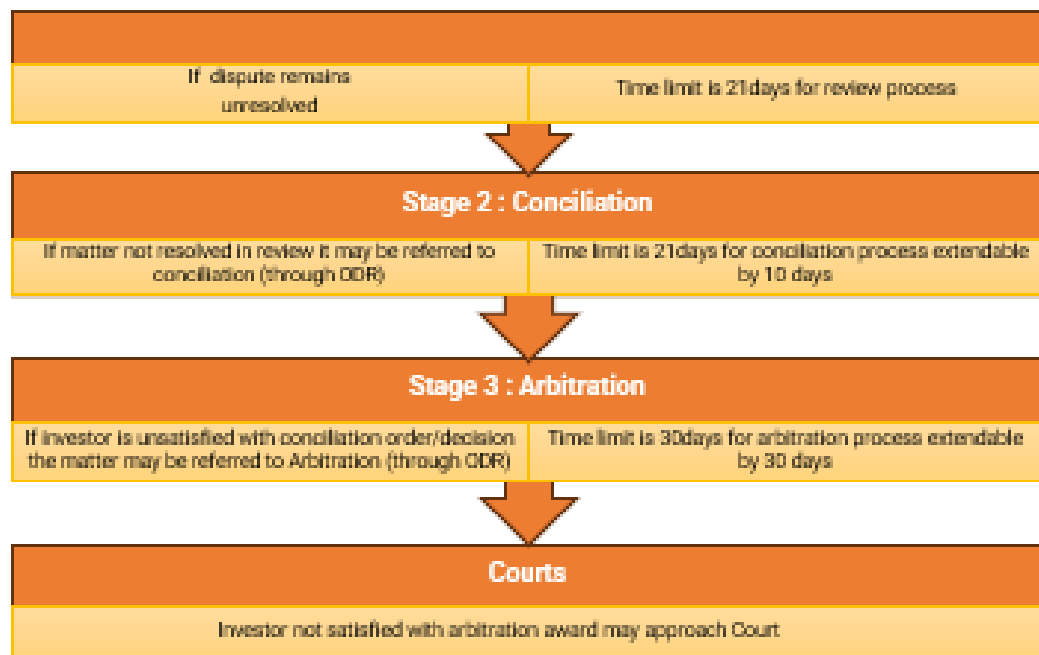 If dispute remains
unresolved
Time limit is 21days for review process
Stage 2 : Conciliation
If matter not resolved in review it may be referred to
conciliation (through ODR)
Time limit is 21days for conciliation process extendable
by 10 days
Stage 3 : Arbitration
If investor is unsatisfied with conciliation order/decision
the matter may be referred to Arbitration (through ODR)
Time limit is 30days for arbitration process extendable
by 30 days
Courts
Investor not satisfied with arbitration award may approach Court